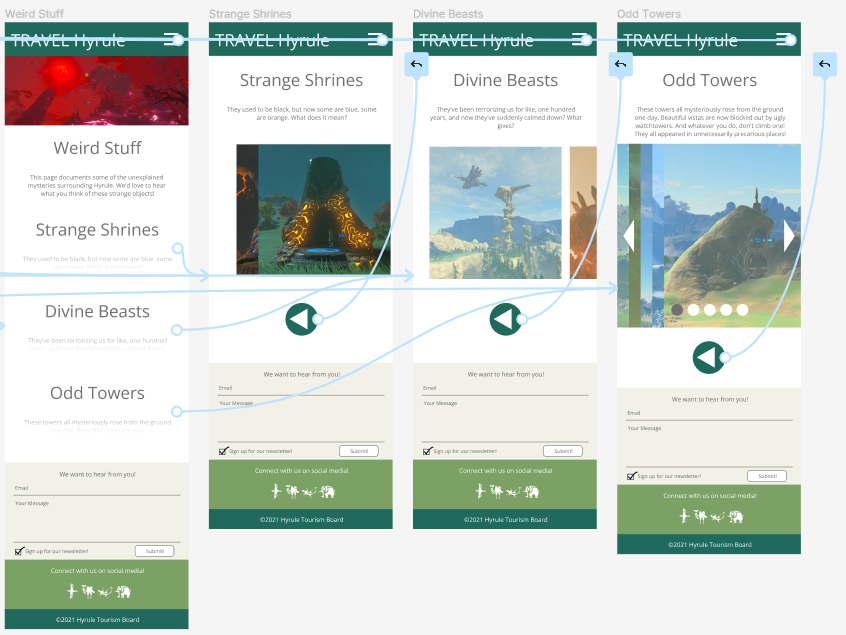 Weird Stuff
TRAVEL Hyrule
Weird Stuff
This page documents some of the unexplained
mysteries surrounding Hyrule. We'd love to hear
what you think of these strange objects!
Strange Shrines
They used to be black, but now some are blue, some
are orange. What does it mean?
Divine Beasts
They've been terrorizing us for like, one hundred
Odd Towers
These towers all mysteriously rose from the ground
We want to hear from you!
Email
Your Message
Sign up for our newsletter!
Submit!
Connect with us on social media!
©2021 Hyrule Tourism Board
Strange Shrines
TRAVEL Hyrule
Strange Shrines
They used to be black, but now some are blue, some
are orange. What does it mean?
We want to hear from you!
Email
Your Message
Sign up for our newsletter!
Submit!
Connect with us on social media!
©2021 Hyrule Tourism Board
Divine Beasts
TRAVEL Hyrule
Divine Beasts
They've been terrorizing us for like, one hundred
years, and now they've suddenly calmed down? What
gives?
We want to hear from you!
Email
Your Message
Sign up for our newsletter!
Submit!
Connect with us on social media!
©2021 Hyrule Tourism Board
Odd Towers
TRAVEL Hyrule
Odd Towers
These towers all mysteriously rose from the ground
one day. Beautiful vistas are now blocked out by ugly
watchtowers. And whatever you do, don't climb one!
They all appeared in unnecessarily precarious places!
We want to hear from you!
Email
Your Message
Sign up for our newsletter!
Submit!
Connect with us on social media!
©2021 Hyrule Tourism Board